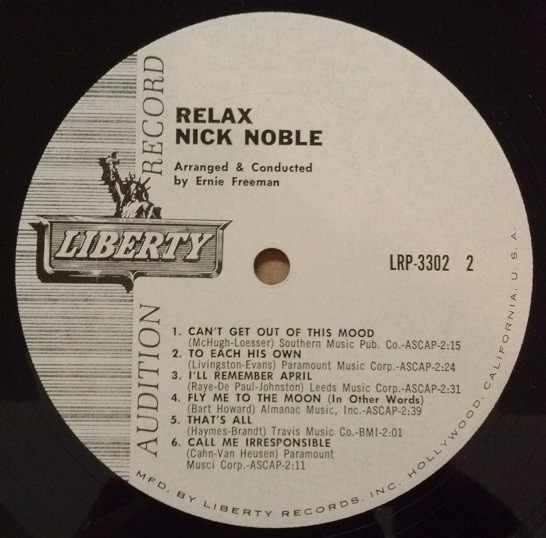 RELAX
NICK NOBLE
Arranged & Conducted
by Ernie Freeman
AUDITION RECORD
LIBERTY
LRP-3302 2
1. CAN'T GET OUT OF THIS MOOD
(McHugh-Loesser) Southern Music Pub. Co.-ASCAP-2:15
2. TO EACH HIS OWN
(Livingston-Evans) Paramount Music Corp.-ASCAP-2:24
3. I'LL REMEMBER APRIL
(Raye-De Paul-Johnston) Leeds Music Corp.-ASCAP-2:31
4. FLY ME TO THE MOON (In Other Words)
(Bart Howard) Almanac Music, Inc.-ASCAP-2:39
5. THAT'S ALL
(Haymes-Brandt) Travis Music Co.-BMI-2:01
6. CALL ME IRRESPONSIBLE
(Cahn-Van Heusen) Paramount
Musci Corp.-ASCAP-2:11
MFD. BY LIBERTY RECORDS, INC. HOLLYWOOD, CALIFORNIA, U. S. A.